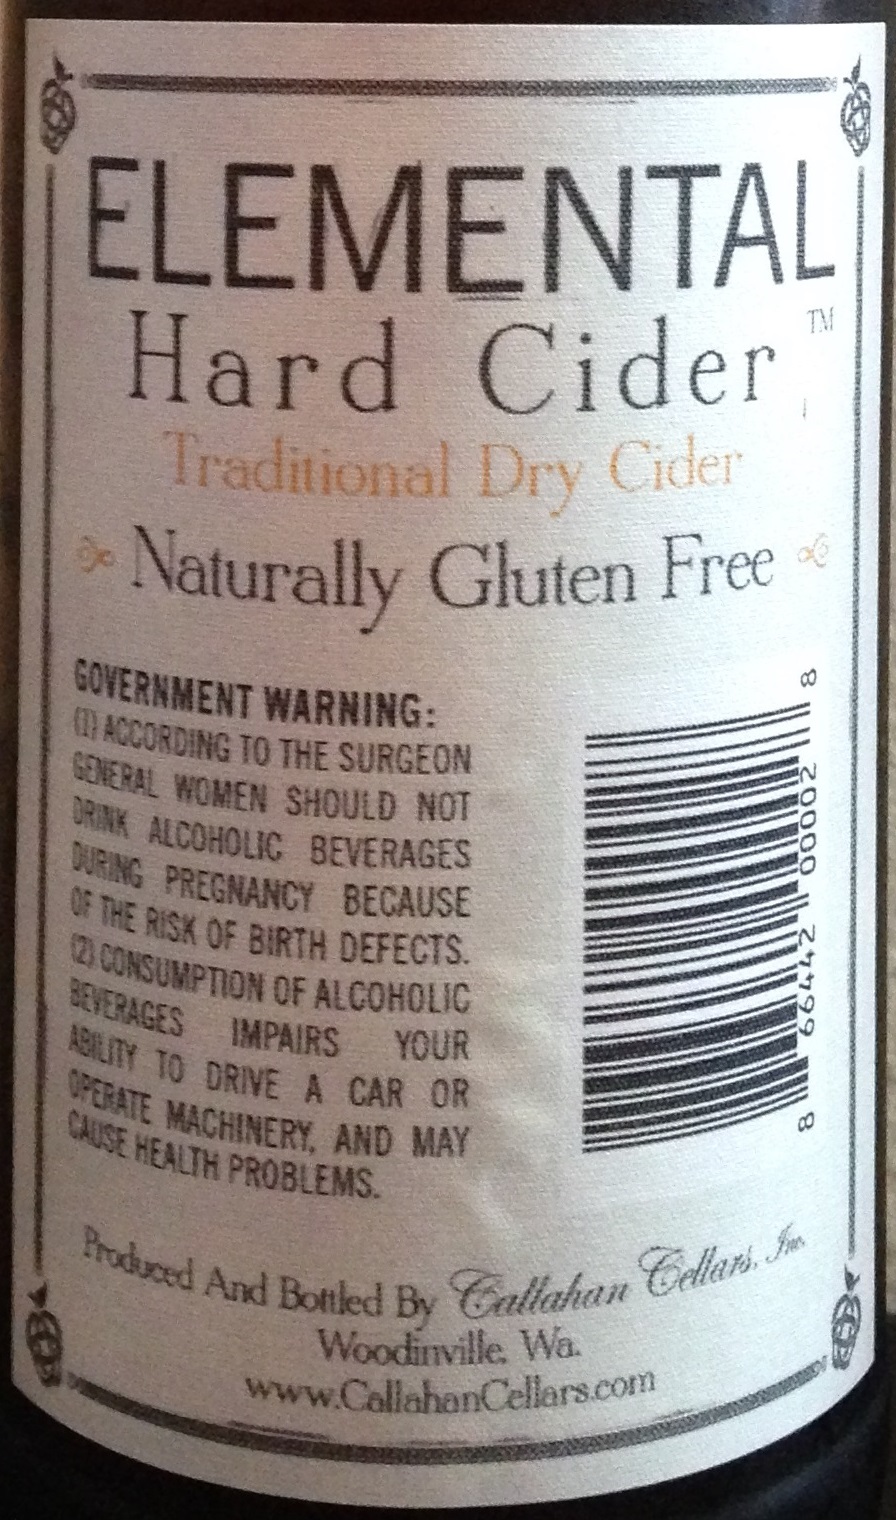 ELEMENTAL
Hard Cider ™
Traditional Dry Cider
Naturally Gluten Free
GOVERNMENT WARNING:
(1) ACCORDING TO THE SURGEON
GENERAL WOMEN SHOULD NOT
DRINK ALCOHOLIC BEVERAGES
DURING PREGNANCY BECAUSE
OF THE RISK OF BIRTH DEFECTS.
(2) CONSUMPTION OF ALCOHOLIC
BEVERAGES IMPAIRS YOUR
ABILITY TO DRIVE A CAR OR
OPERATE MACHINERY, AND MAY
CAUSE HEALTH PROBLEMS.
8 66442 00002 8
Produced And Bottled By Callahan Cellars, Inc.
Woodinville, Wa.
www.CallahanCellars.com